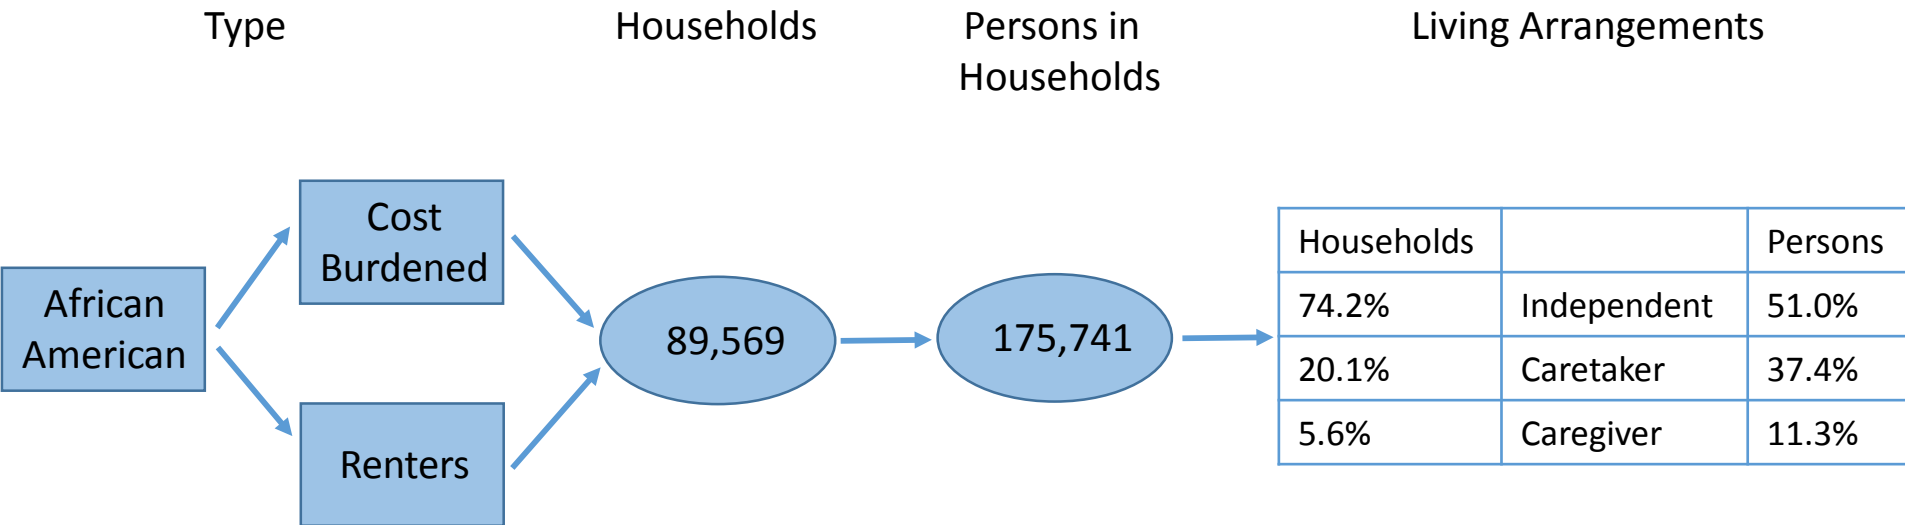 Type
Households
Persons in
Households
Living Arrangements
African
American
Cost
Burdened
Renters
89,569
175,741
Households Persons
74.2% Independent 51.0%
20.1% Caretaker 37.4%
5.6% Caregiver 11.3%